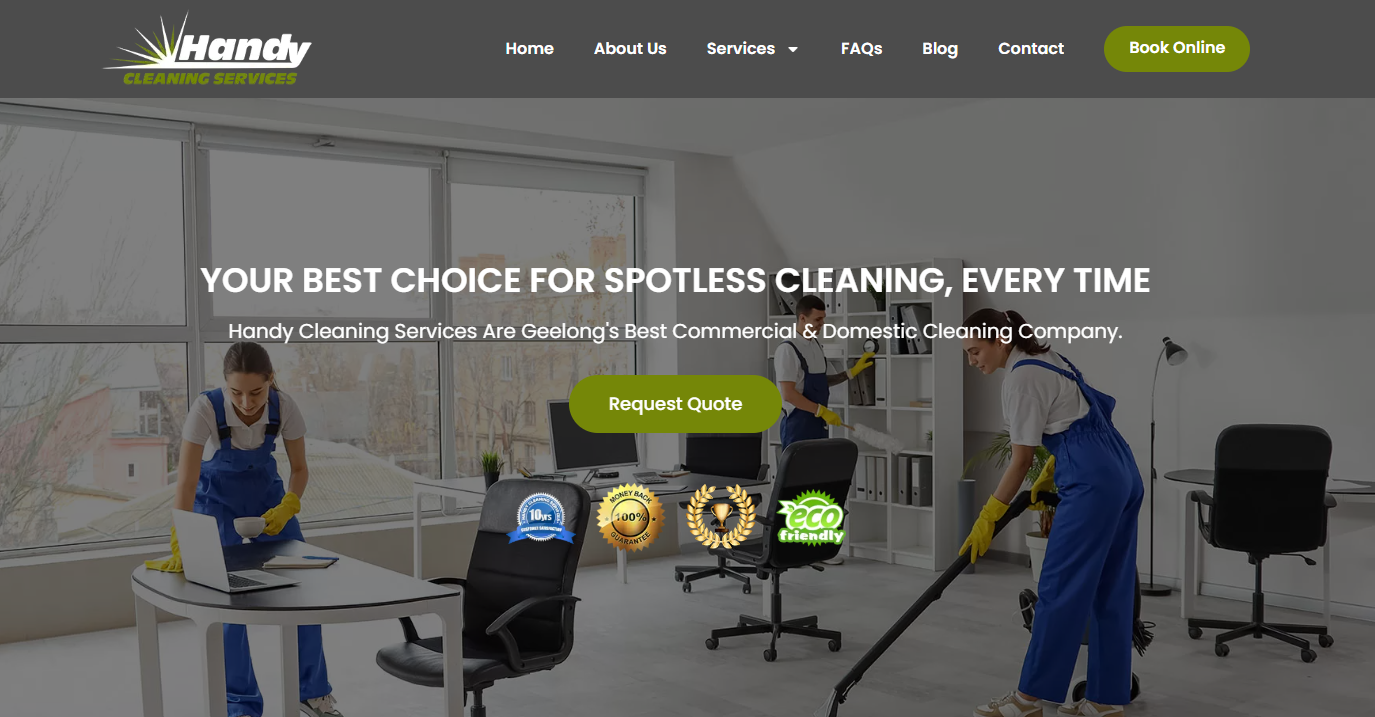 Handy
CLEANING SERVICES
Home
About Us
Services
FAQs
Blog
Contact
Book Online
YOUR BEST CHOICE FOR SPOTLESS CLEANING, EVERY TIME
Handy Cleaning Services Are Geelong's Best Commercial & Domestic Cleaning Company.
Request Quote
10yrs
MONEY BACK
100%
GUARANTEE
eco
friendly